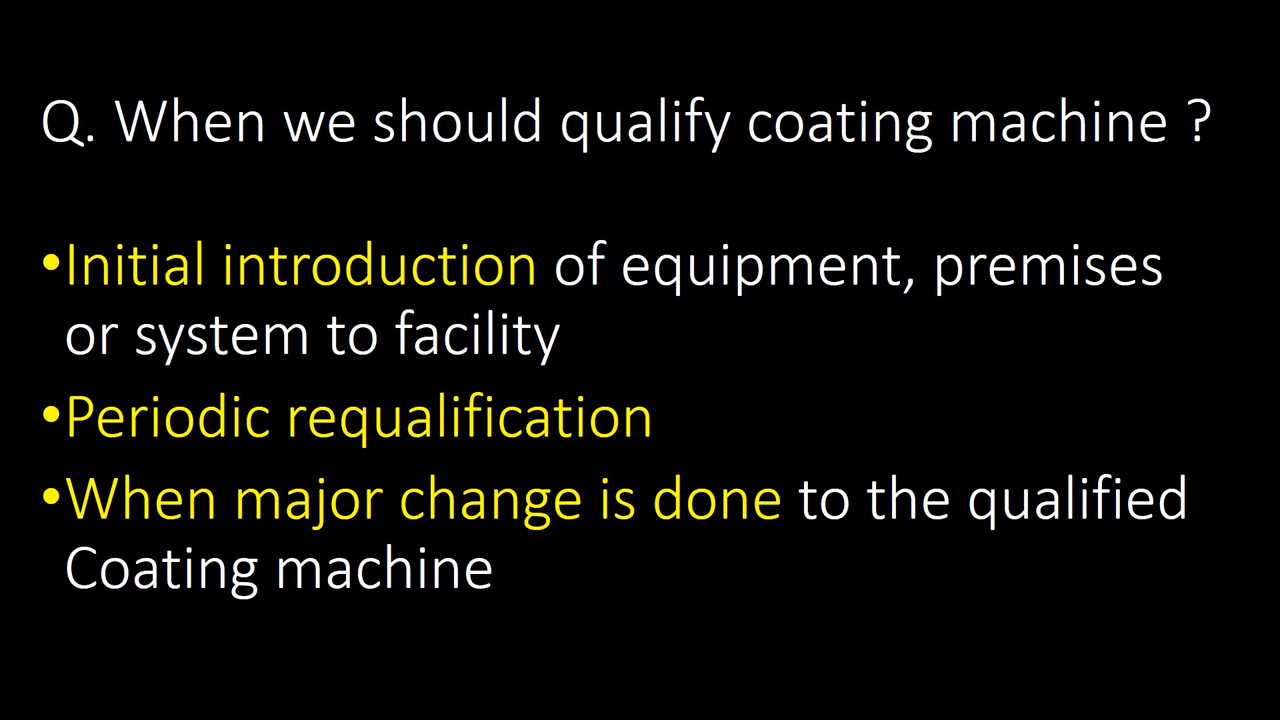 Q. When we should qualify coating machine ?
•Initial introduction of equipment, premises
or system to facility
•Periodic requalification
•When major change is done to the qualified
Coating machine